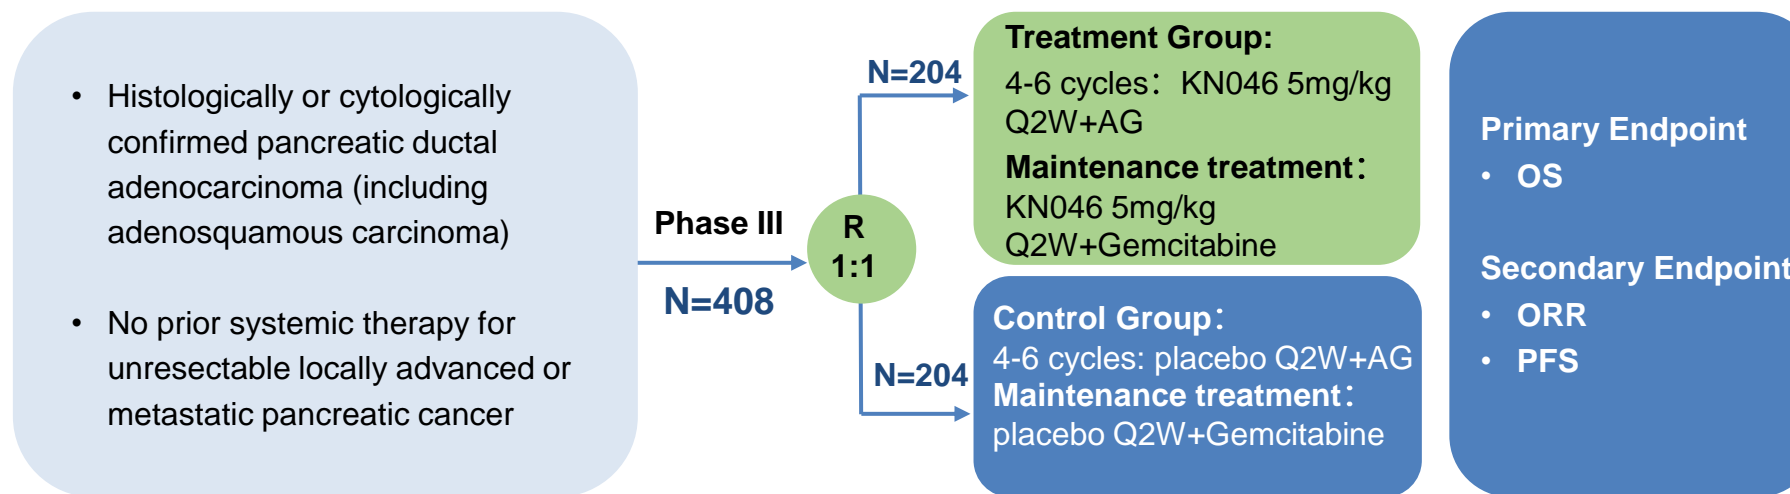 • Histologically or cytologically
confirmed pancreatic ductal
adenocarcinoma (including
adenosquamous carcinoma)
• No prior systemic therapy for
unresectable locally advanced or
metastatic pancreatic cancer
Phase III
N=408
R
1:1
N=204
N=204
Treatment Group:
4-6 cycles：KN046 5mg/kg
Q2W+AG
Maintenance treatment：
KN046 5mg/kg
Q2W+Gemcitabine
Control Group：
4-6 cycles: placebo Q2W+AG
Maintenance treatment：
placebo Q2W+Gemcitabine
Primary Endpoint
• OS
Secondary Endpoint
• ORR
• PFS